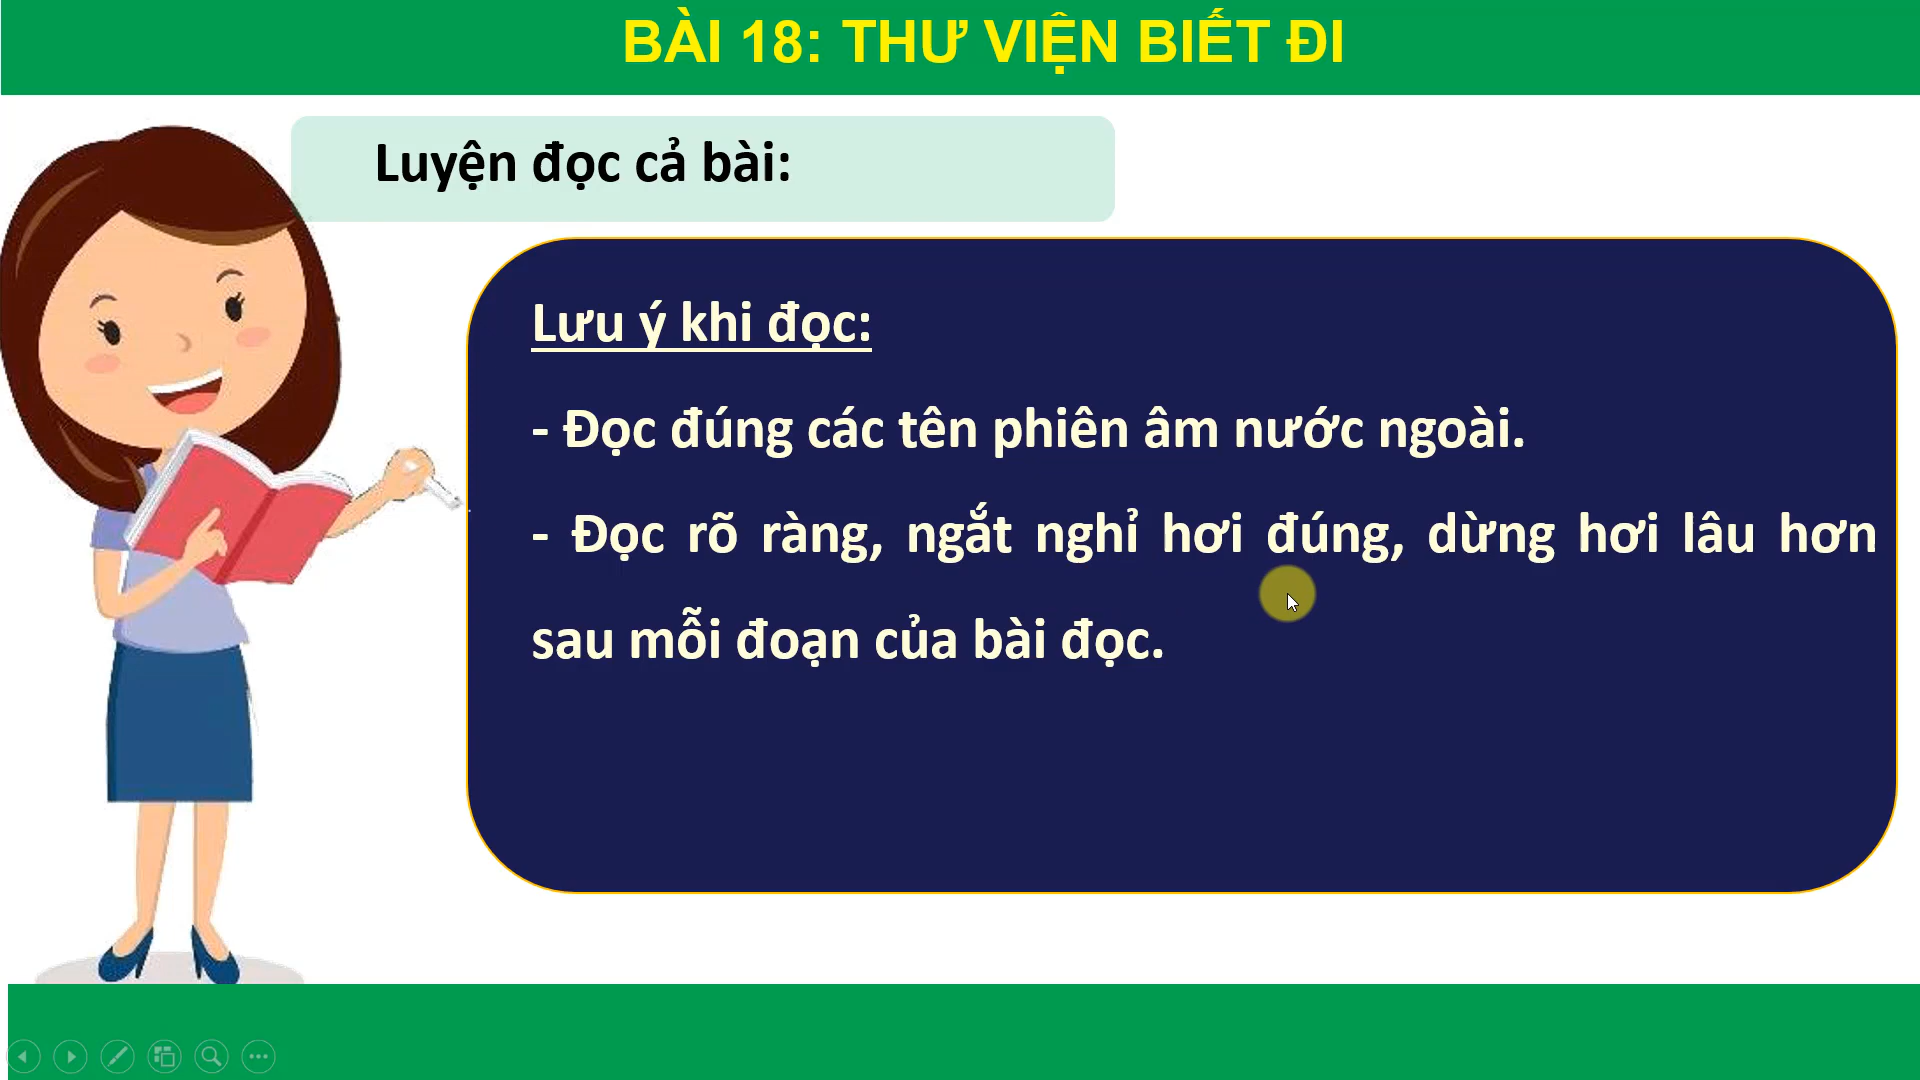 BÀI 18: THƯ VIỆN BIẾT ĐI
Luyện đọc cả bài:
Lưu ý khi đọc:
- Đọc đúng các tên phiên âm nước ngoài.
- Đọc rõ ràng, ngắt nghỉ hơi đúng, dừng hơi lâu hơn
sau mỗi đoạn của bài đọc.